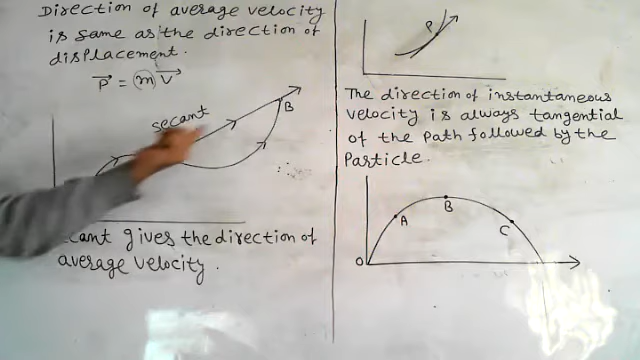 Direction of average velocity
is same as the direction of
displacement.
P = m V
secant
B
gives the direction of
average velocity.
P
The direction of instantaneous
velocity is always tangential
of the path followed by the
Particle.
A
B
C
O